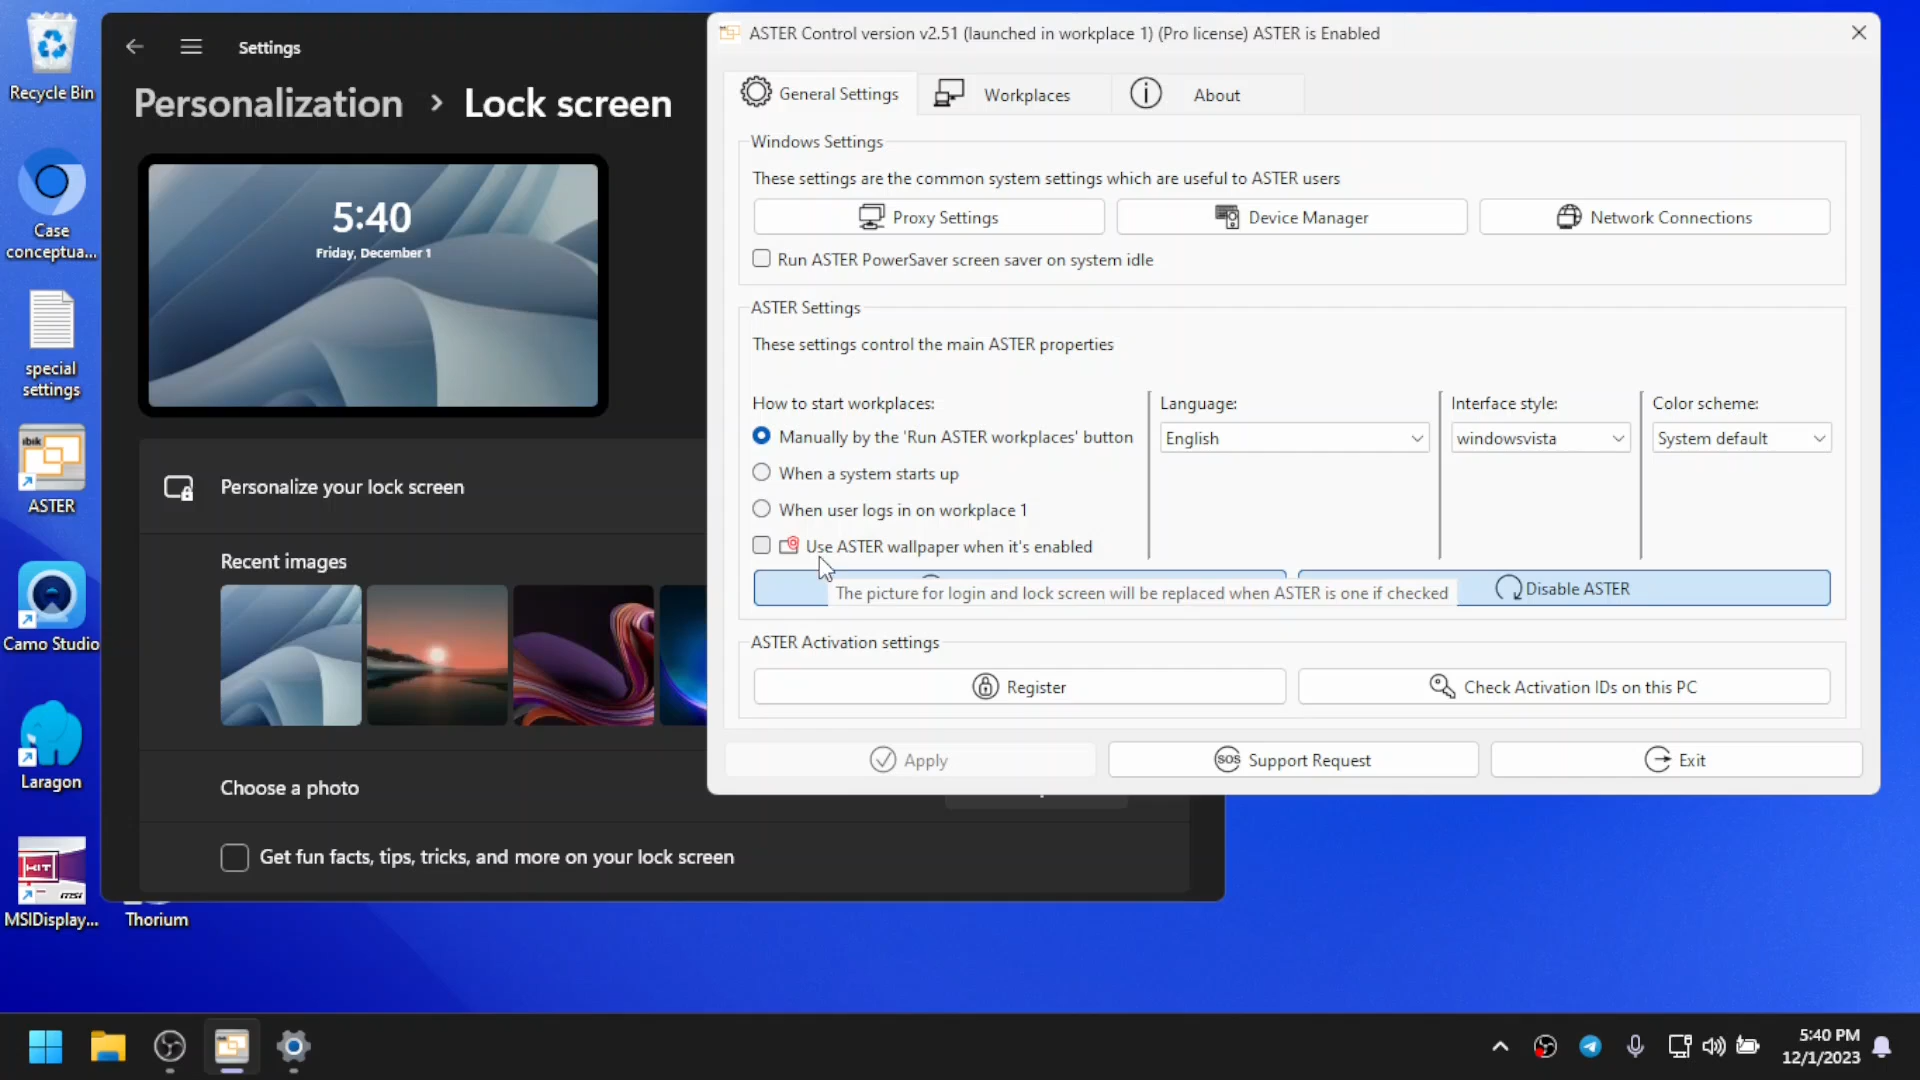 Recycle Bin
Case
conceptua...
special
settings
ibik
ASTER
Camo Studio
Laragon
KIT
msi
MSIDisplay...
Thorium
Settings
Personalization > Lock screen
5:40
Friday, December 1
Personalize your lock screen
Recent images
Choose a photo
Get fun facts, tips, tricks, and more on your lock screen
ASTER Control version v2.51 (launched in workplace 1) (Pro license) ASTER is Enabled
General Settings
Workplaces
About
Windows Settings
These settings are the common system settings which are useful to ASTER users
Proxy Settings
Device Manager
Network Connections
Run ASTER PowerSaver screen saver on system idle
ASTER Settings
These settings control the main ASTER properties
How to start workplaces:
Manually by the 'Run ASTER workplaces' button
When a system starts up
When user logs in on workplace 1
Use ASTER wallpaper when it's enabled
Language:
English
Interface style:
windowsvista
Color scheme:
System default
The picture for login and lock screen will be replaced when ASTER is one if checked
Disable ASTER
ASTER Activation settings
Register
Check Activation IDs on this PC
Apply
SOS Support Request
Exit
5:40 PM
12/1/2023